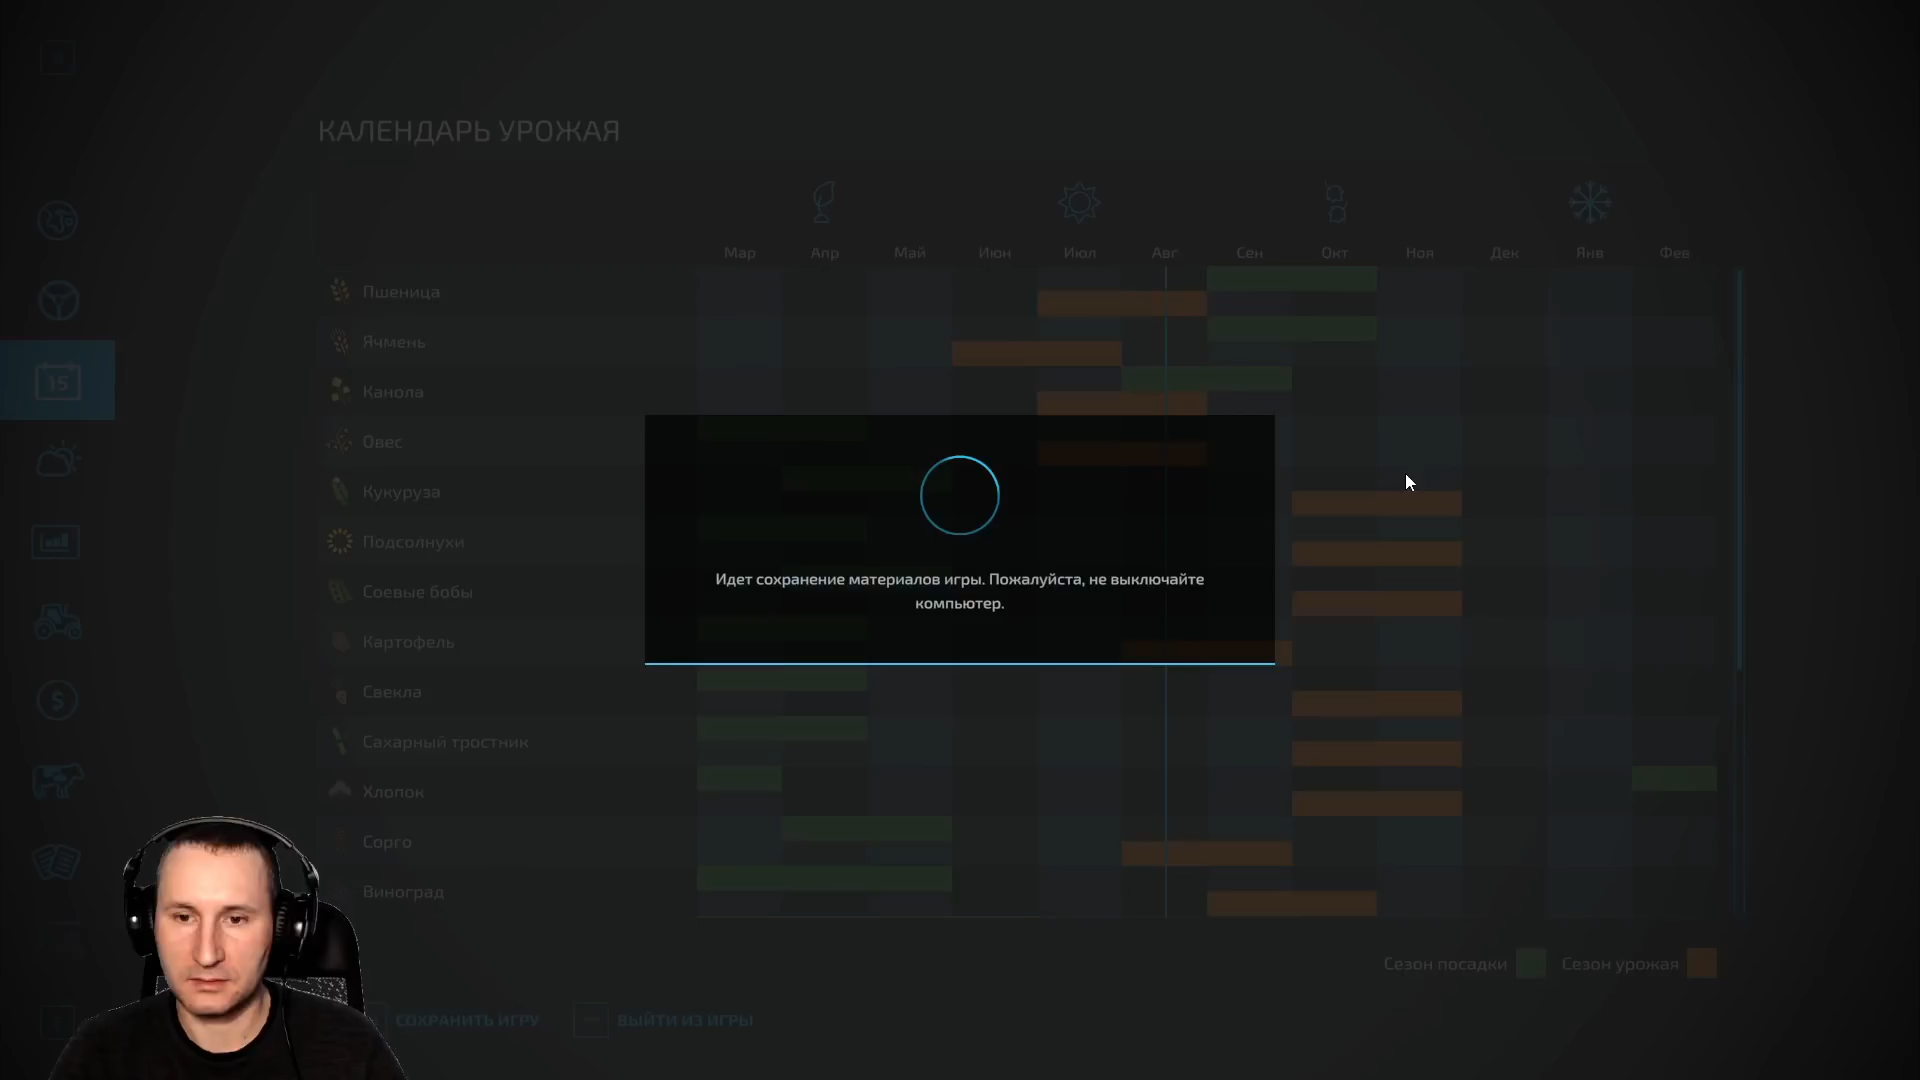 КАЛЕНДАРЬ УРОЖАЯ
Мар Апр Май Июн Июл Авг Сен Окт Ноя Дек Янв Фев
Пшеница
Ячмень
Канола
Овес
Кукуруза
Подсолнухи
Соевые бобы
Картофель
Свекла
Сахарный тростник
Хлопок
Сорго
Виноград
15
Идет сохранение материалов игры. Пожалуйста, не выключайте
компьютер.
Сезон посадки Сезон урожая
СОХРАНИТЬ ИГРУ ВЫЙТИ ИЗ ИГРЫ